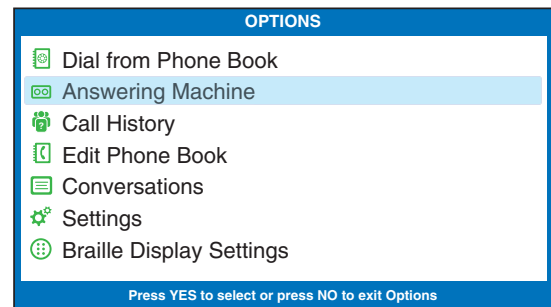 OPTIONS
Dial from Phone Book
Answering Machine
Call History
Edit Phone Book
Conversations
Settings
Braille Display Settings
Press YES to select or press NO to exit Options